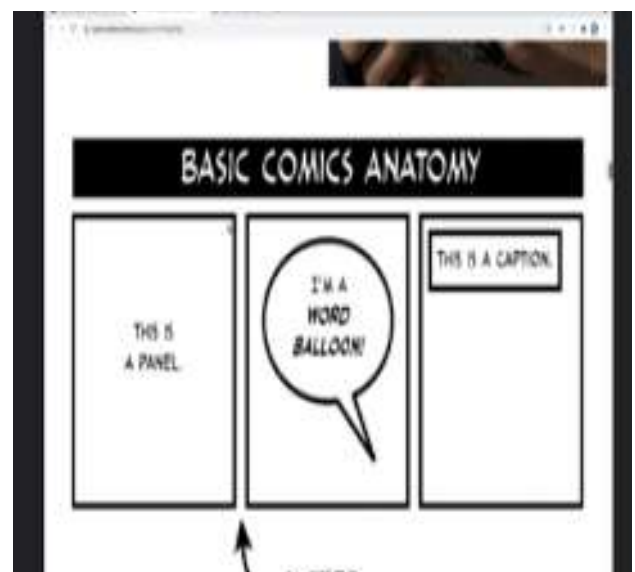 BASIC COMICS ANATOMY
THIS IS
A PANEL.
I'M A
WORD
BALLOON!
THIS IS A CAPTION.